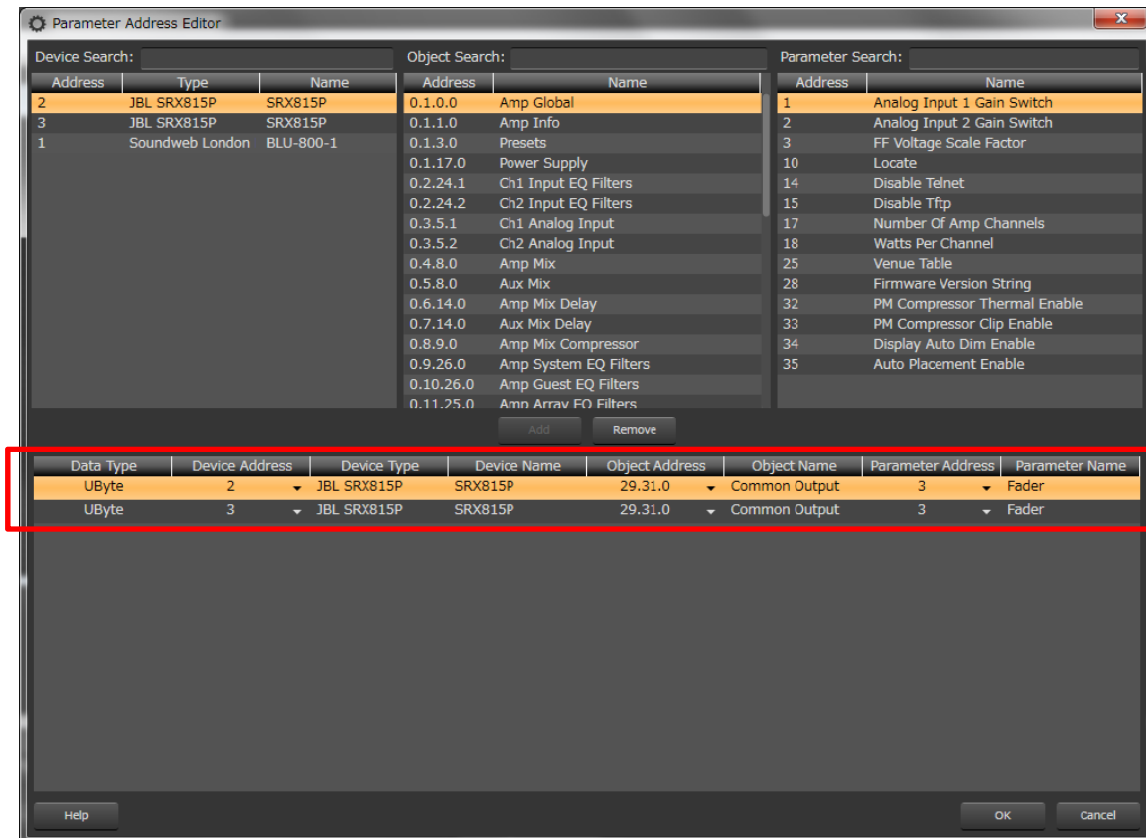 Parameter Address Editor
Device Search: Object Search: Parameter Search:
Address Type Name Address Name Address Name
2 JBL SRX815P SRX815P 0.1.0.0 Amp Global 1 Analog Input 1 Gain Switch
3 JBL SRX815P SRX815P 0.1.1.0 Amp Info 2 Analog Input 2 Gain Switch
1 Soundweb London BLU-800-1 0.1.3.0 Presets 3 FF Voltage Scale Factor
0.1.17.0 Power Supply 10 Locate
0.2.24.1 Ch1 Input EQ Filters 14 Disable Telnet
0.2.24.2 Ch2 Input EQ Filters 15 Disable Tftp
0.3.5.1 Ch1 Analog Input 17 Number Of Amp Channels
0.3.5.2 Ch2 Analog Input 18 Watts Per Channel
0.4.8.0 Amp Mix 25 Venue Table
0.5.8.0 Aux Mix 28 Firmware Version String
0.6.14.0 Amp Mix Delay 32 PM Compressor Thermal Enable
0.7.14.0 Aux Mix Delay 33 PM Compressor Clip Enable
0.8.9.0 Amp Mix Compressor 34 Display Auto Dim Enable
0.9.26.0 Amp System EQ Filters 35 Auto Placement Enable
0.10.26.0 Amp Guest EQ Filters
0.11.25.0 Amp Array EQ Filters
Add Remove
Data Type Device Address Device Type Device Name Object Address Object Name Parameter Address Parameter Name
UByte 2 JBL SRX815P SRX815P 29.31.0 Common Output 3 Fader
UByte 3 JBL SRX815P SRX815P 29.31.0 Common Output 3 Fader
Help OK Cancel